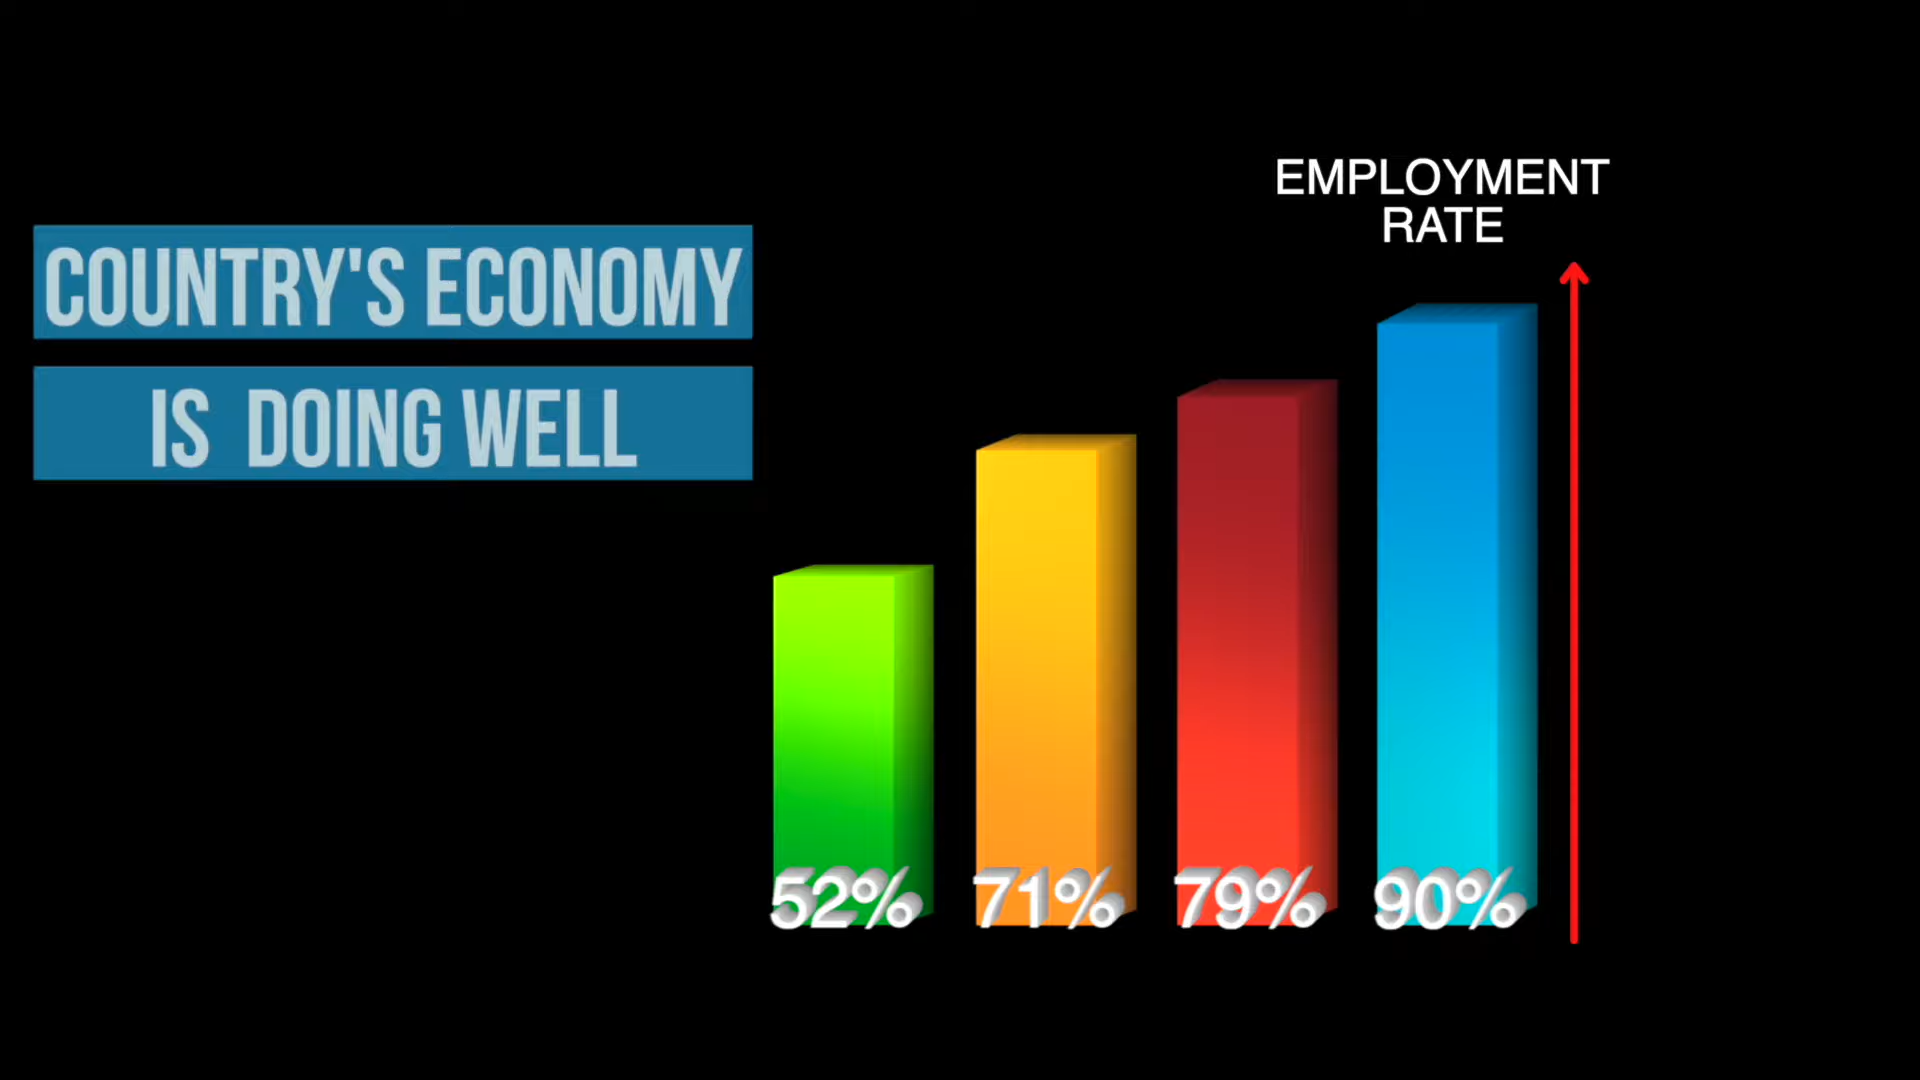 COUNTRY'S ECONOMY
IS DOING WELL
EMPLOYMENT
RATE
52% 71% 79% 90%